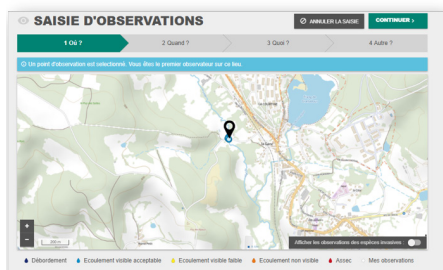 SAISIE D'OBSERVATIONS
ANNULER LA SAISIE
CONTINUER >
1 Où ?
2 Quand ?
3 Quoi ?
4 Autre ?
Un point d'observation est sélectionné. Vous êtes le premier observateur sur ce lieu.
+
-
200 m
Afficher les observations des espèces invasives :
Débordement
Ecoulement visible acceptable
Ecoulement visible faible
Ecoulement non visible
Assec
Mes observations